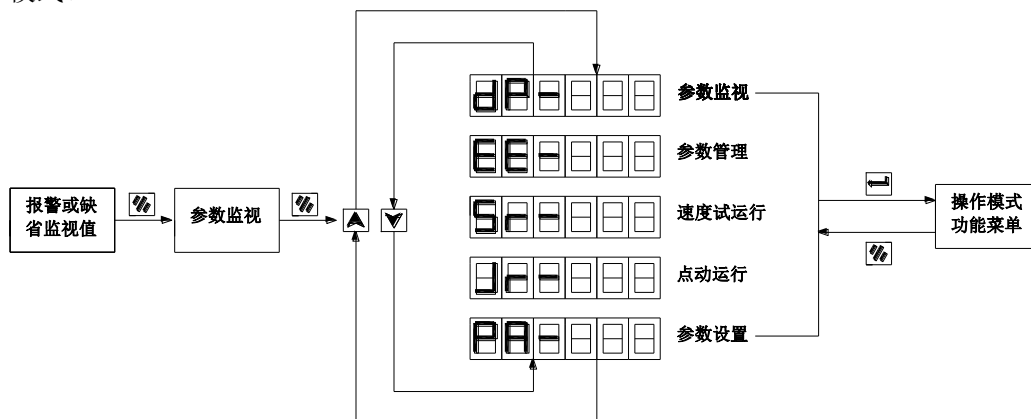 报警或缺
省监视值
参数监视
dP-
参数监视
EE-
参数管理
Sr-
速度试运行
Jr-
点动运行
PA-
参数设置
操作模式
功能菜单